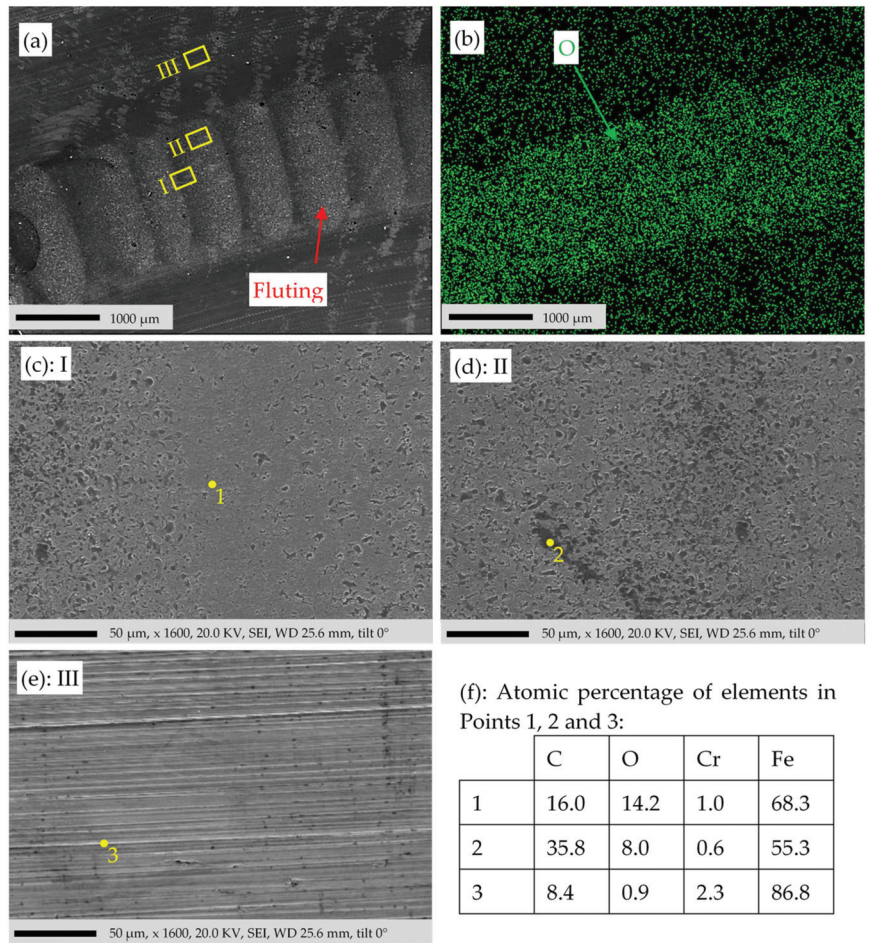 (a)
III
II
I
Fluting
1000 μm
(b)
O
1000 μm
(c): I
1
50 μm, x 1600, 20.0 KV, SEI, WD 25.6 mm, tilt 0°
(d): II
2
50 μm, x 1600, 20.0 KV, SEI, WD 25.6 mm, tilt 0°
(e): III
3
50 μm, x 1600, 20.0 KV, SEI, WD 25.6 mm, tilt 0°
(f): Atomic percentage of elements in
Points 1, 2 and 3:
C O Cr Fe
1 16.0 14.2 1.0 68.3
2 35.8 8.0 0.6 55.3
3 8.4 0.9 2.3 86.8